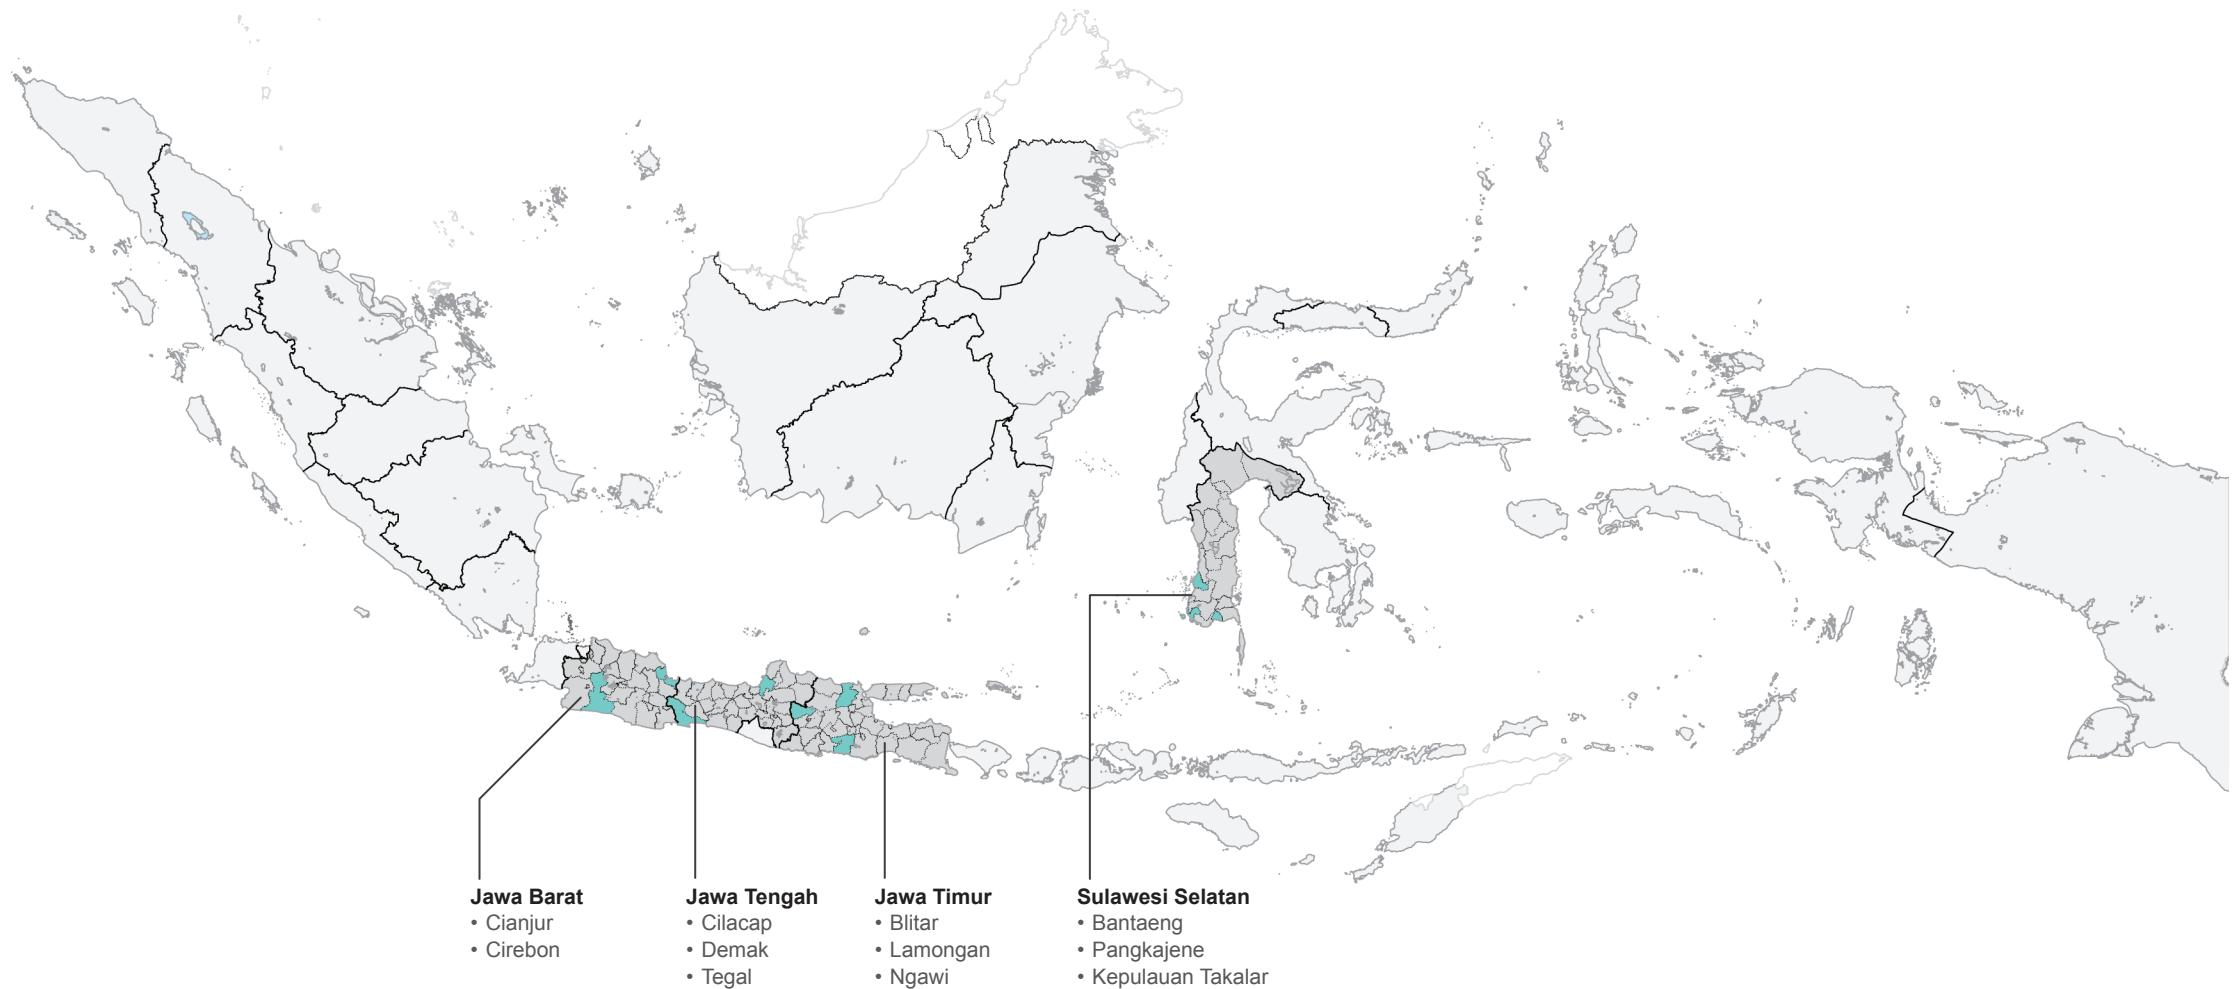 Jawa Barat
• Cianjur
• Cirebon
Jawa Tengah
• Cilacap
• Demak
• Tegal
Jawa Timur
• Blitar
• Lamongan
• Ngawi
Sulawesi Selatan
• Bantaeng
• Pangkajene
• Kepulauan Takalar